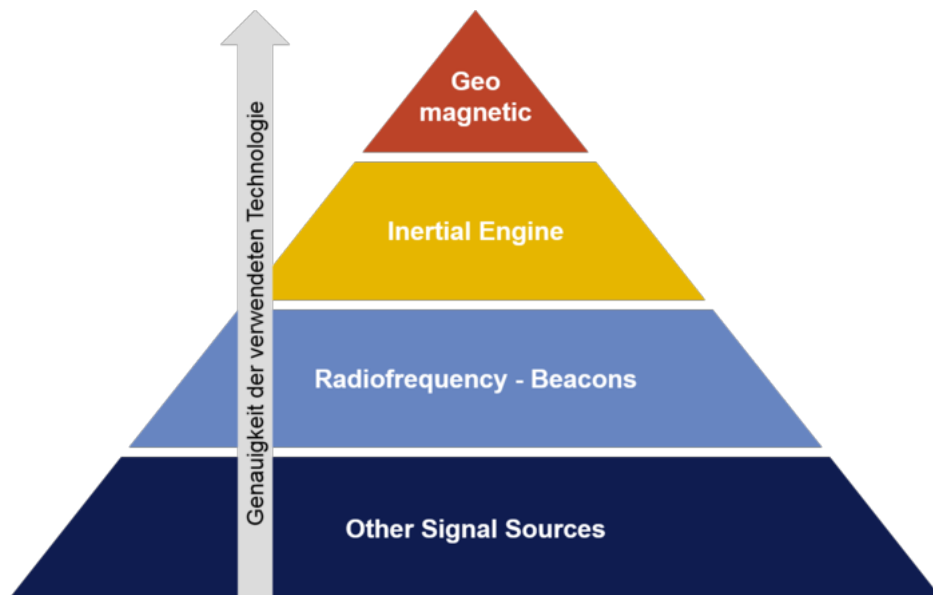 Geo
magnetic
Inertial Engine
Radiofrequency - Beacons
Other Signal Sources
Genauigkeit der verwendeten Technologie